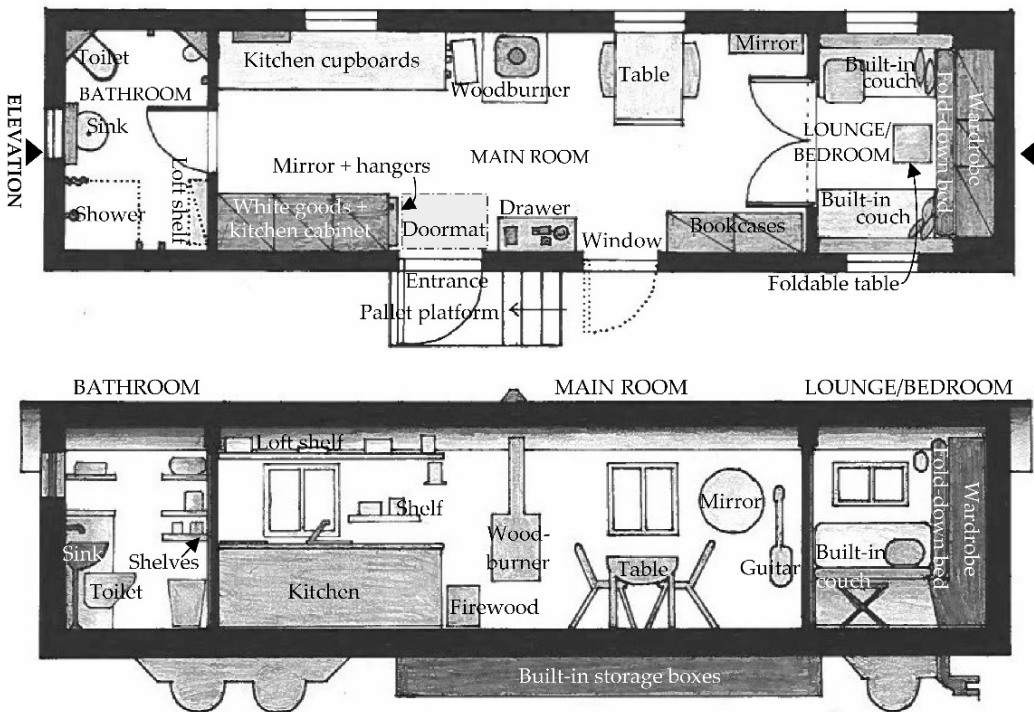 Toilet
Kitchen cupboards
Woodburner
Table
Mirror
Built-in
couch
BATHROOM
Sink
ELEVATION
Mirror + hangers
MAIN ROOM
LOUNGE/
BEDROOM
Fold-down bed
Wardrobe
Shower
Loft shelf
White goods +
kitchen cabinet
Doormat
Drawer
Window
Bookcases
Built-in
couch
Entrance
Foldable table
Pallet platform
BATHROOM
MAIN ROOM
LOUNGE/BEDROOM
Loft shelf
Shelf
Mirror
Fold-down bed
Wardrobe
Sink
Shelves
Toilet
Kitchen
Wood-
burner
Firewood
Table
Guitar
Built-in
couch
Built-in storage boxes